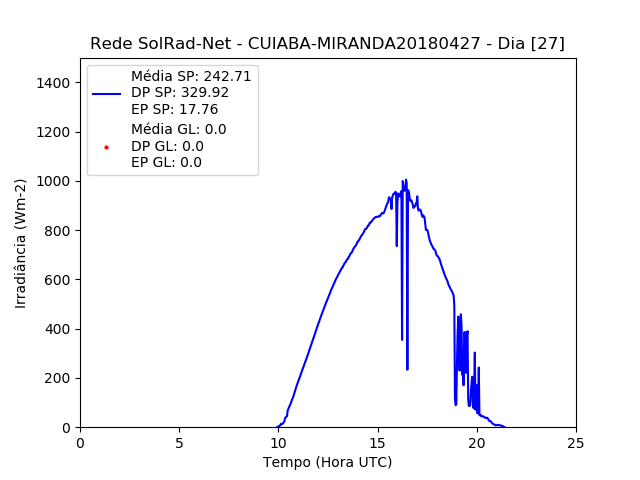 Rede SolRad-Net - CUIABA-MIRANDA20180427 - Dia [27]
Média SP: 242.71
DP SP: 329.92
EP SP: 17.76
Média GL: 0.0
DP GL: 0.0
EP GL: 0.0
1400
1200
1000
800
600
400
200
0
Irradiância (Wm-2)
0 5 10 15 20 25
Tempo (Hora UTC)